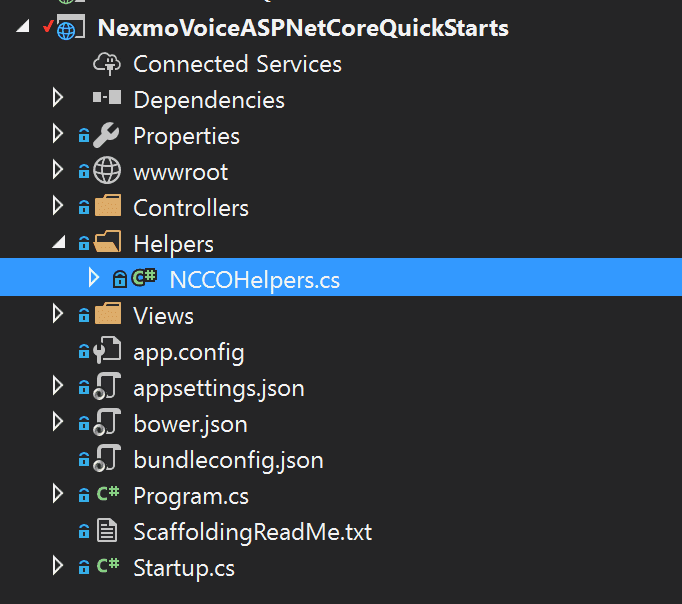 NexmoVoiceASPNetCoreQuickStarts
Connected Services
Dependencies
Properties
wwwroot
Controllers
Helpers
C# NCCOHelpers.cs
Views
app.config
appsettings.json
bower.json
bundleconfig.json
C# Program.cs
ScaffoldingReadMe.txt
C# Startup.cs